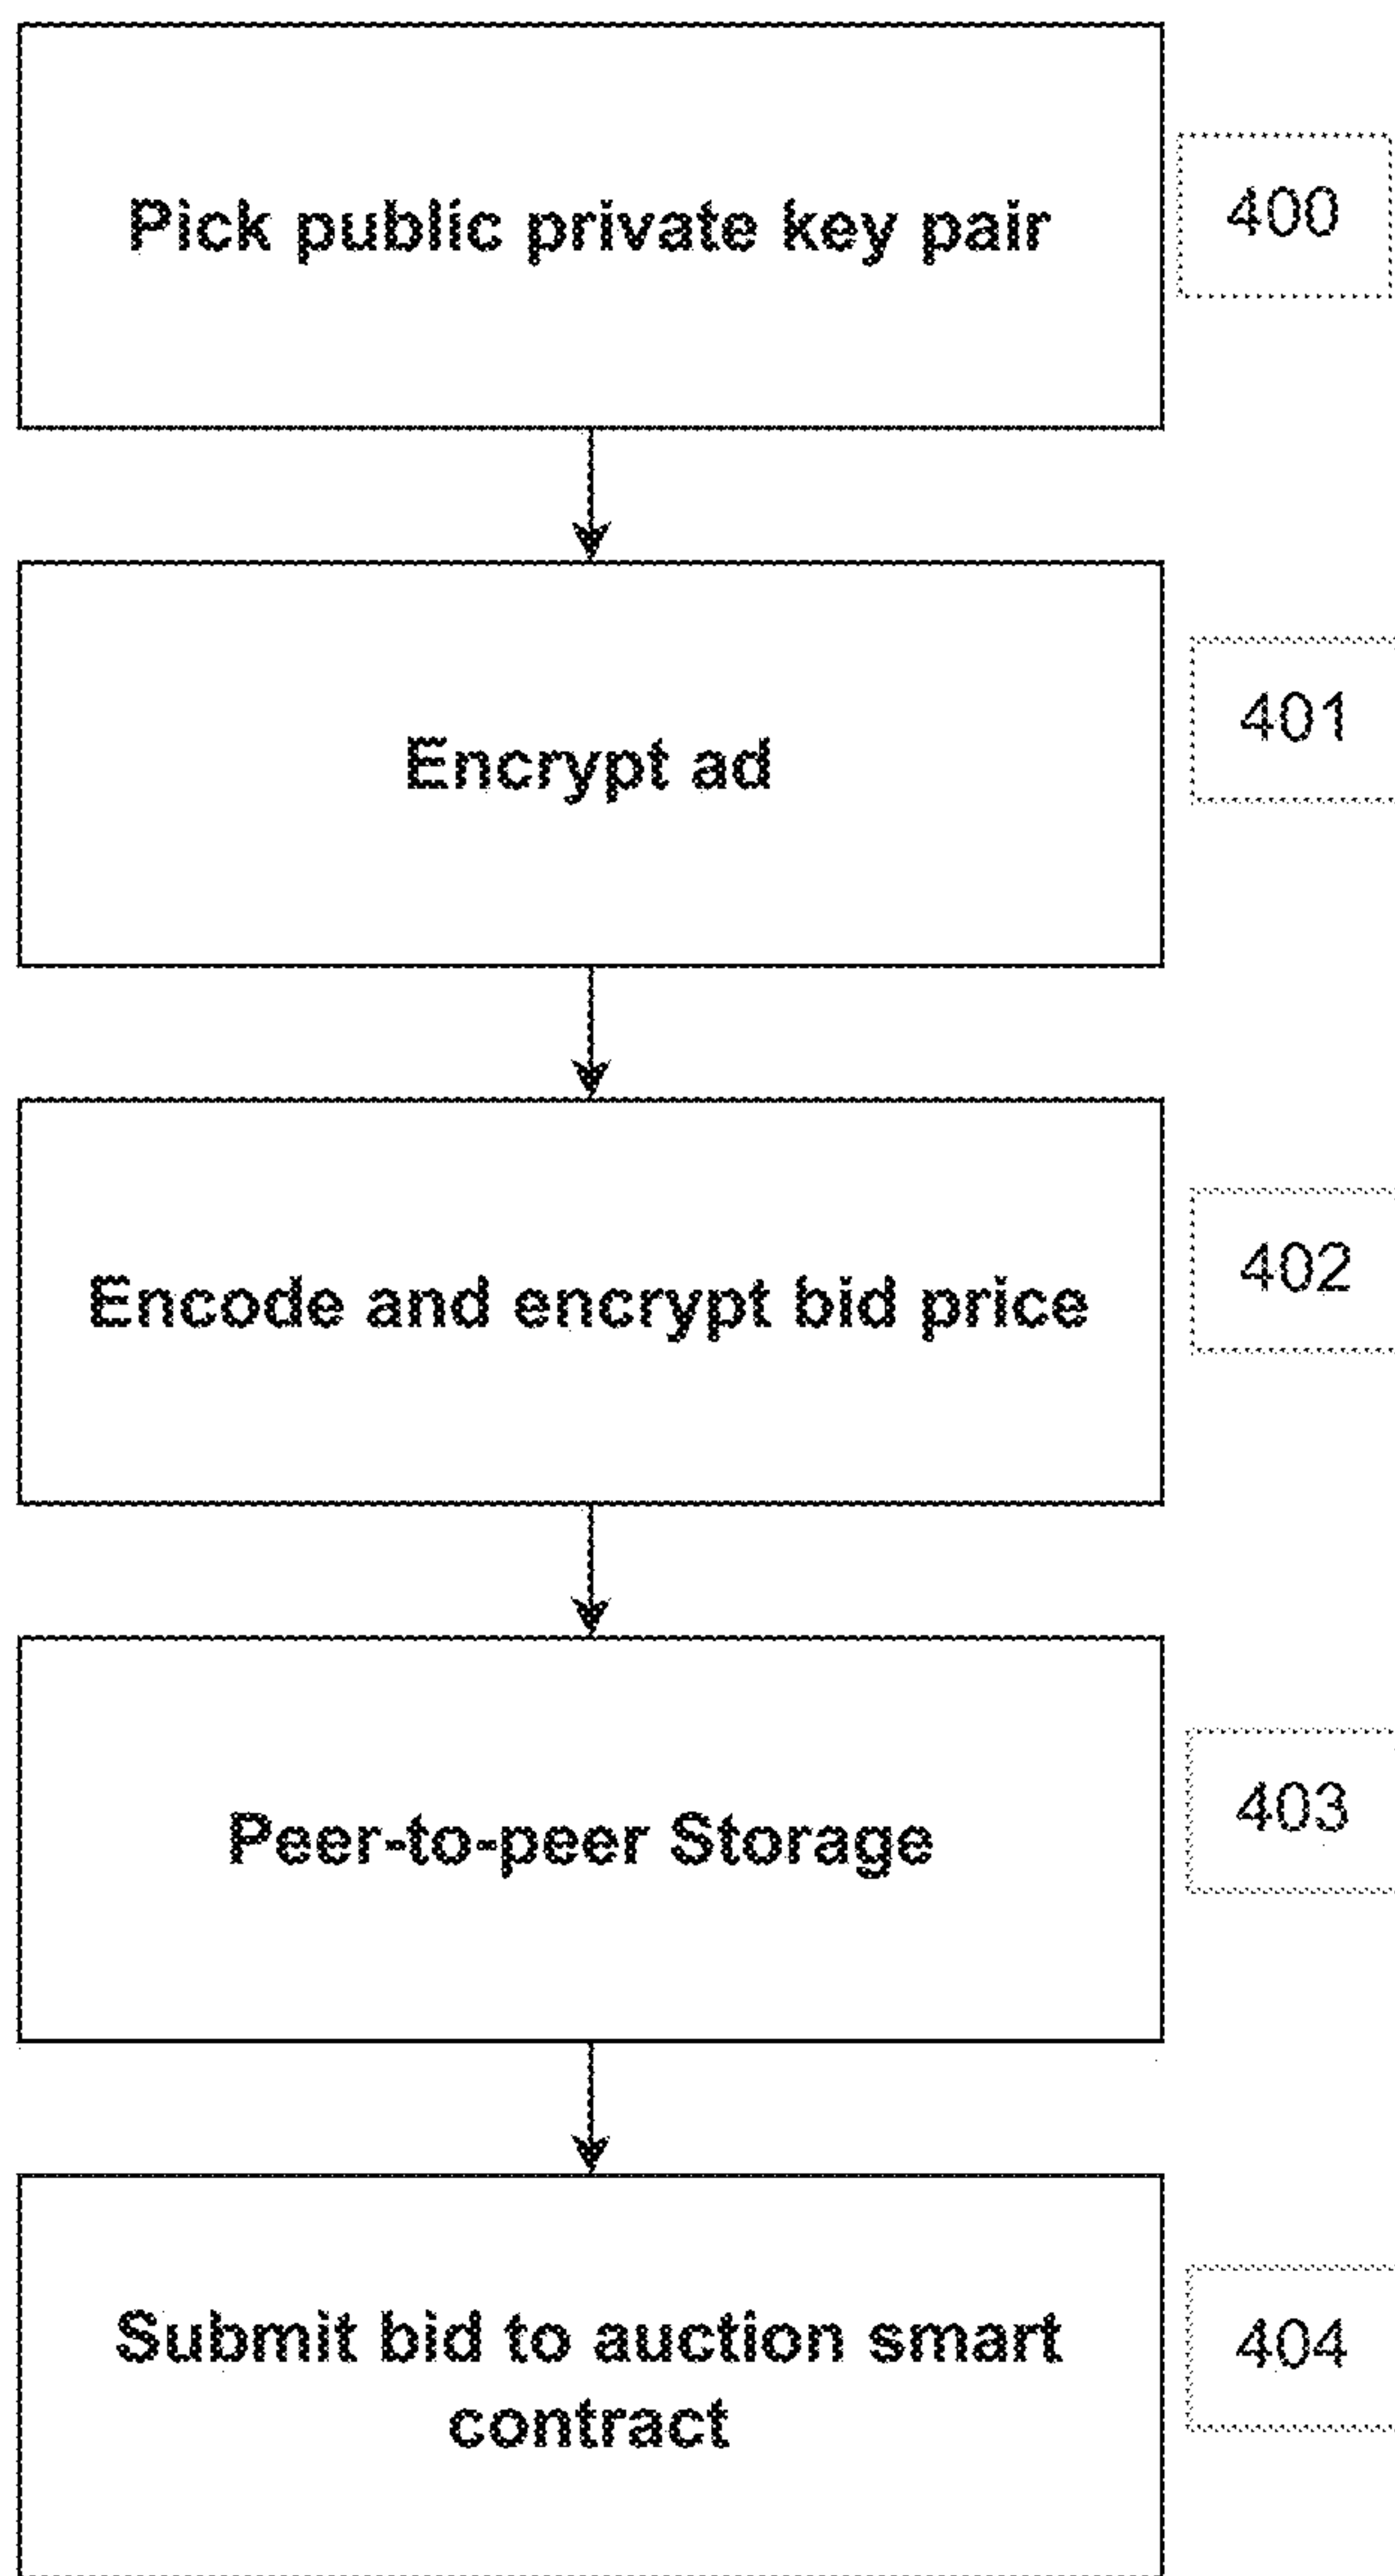 Pick public private key pair
400
Encrypt ad
401
Encode and encrypt bid price
402
Peer-to-peer Storage
403
Submit bid to auction smart
contract
404